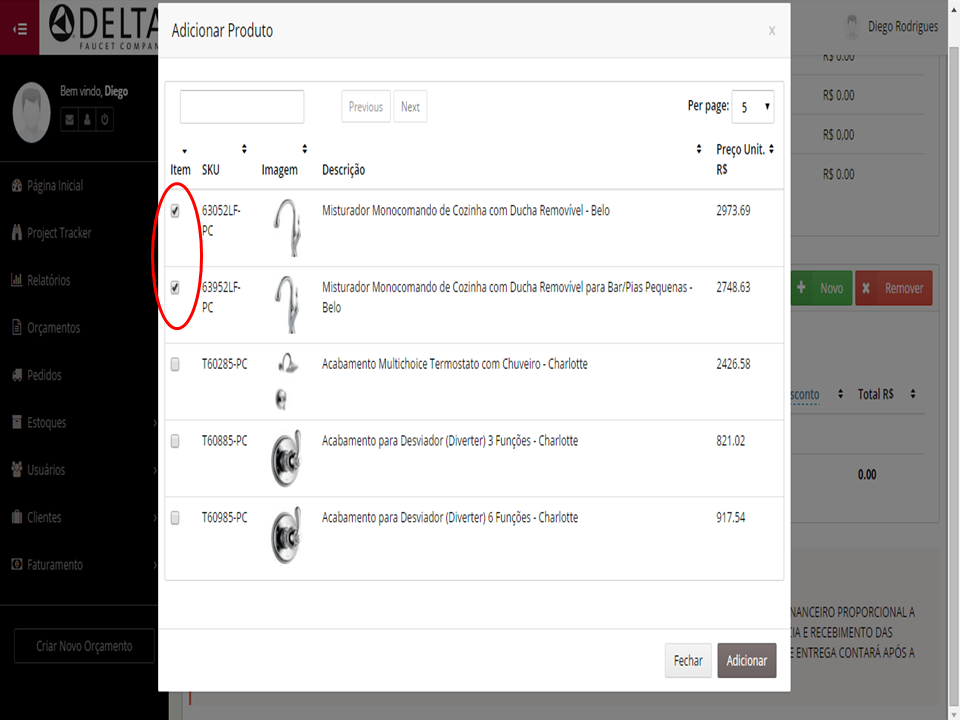 DELTA
FAUCET COMPAN
Bem vindo, Diego
Página Inicial
Project Tracker
Relatórios
Orçamentos
Pedidos
Estoques
Usuários
Clientes
Faturamento
Criar Novo Orçamento
Adicionar Produto
x
Previous Next
Per page: 5
Item SKU Imagem Descrição Preço Unit.
R$
63052LF-
PC
Misturador Monocomando de Cozinha com Ducha Removível - Belo
2973.69
63952LF-
PC
Misturador Monocomando de Cozinha com Ducha Removível para Bar/Pias Pequenas -
Belo
2748.63
T60285-PC Acabamento Multichoice Termostato com Chuveiro - Charlotte 2426.58
T60885-PC Acabamento para Desviador (Diverter) 3 Funções - Charlotte 821.02
T60985-PC Acabamento para Desviador (Diverter) 6 Funções - Charlotte 917.54
Fechar Adicionar
Diego Rodrigues
R$ 0.00
R$ 0.00
R$ 0,00
R$ 0.00
Novo Remover
sconto Total R$
0.00
NANCEIRO PROPORCIONAL A
IA E RECEBIMENTO DAS
E ENTREGA CONTARÁ APÓS A